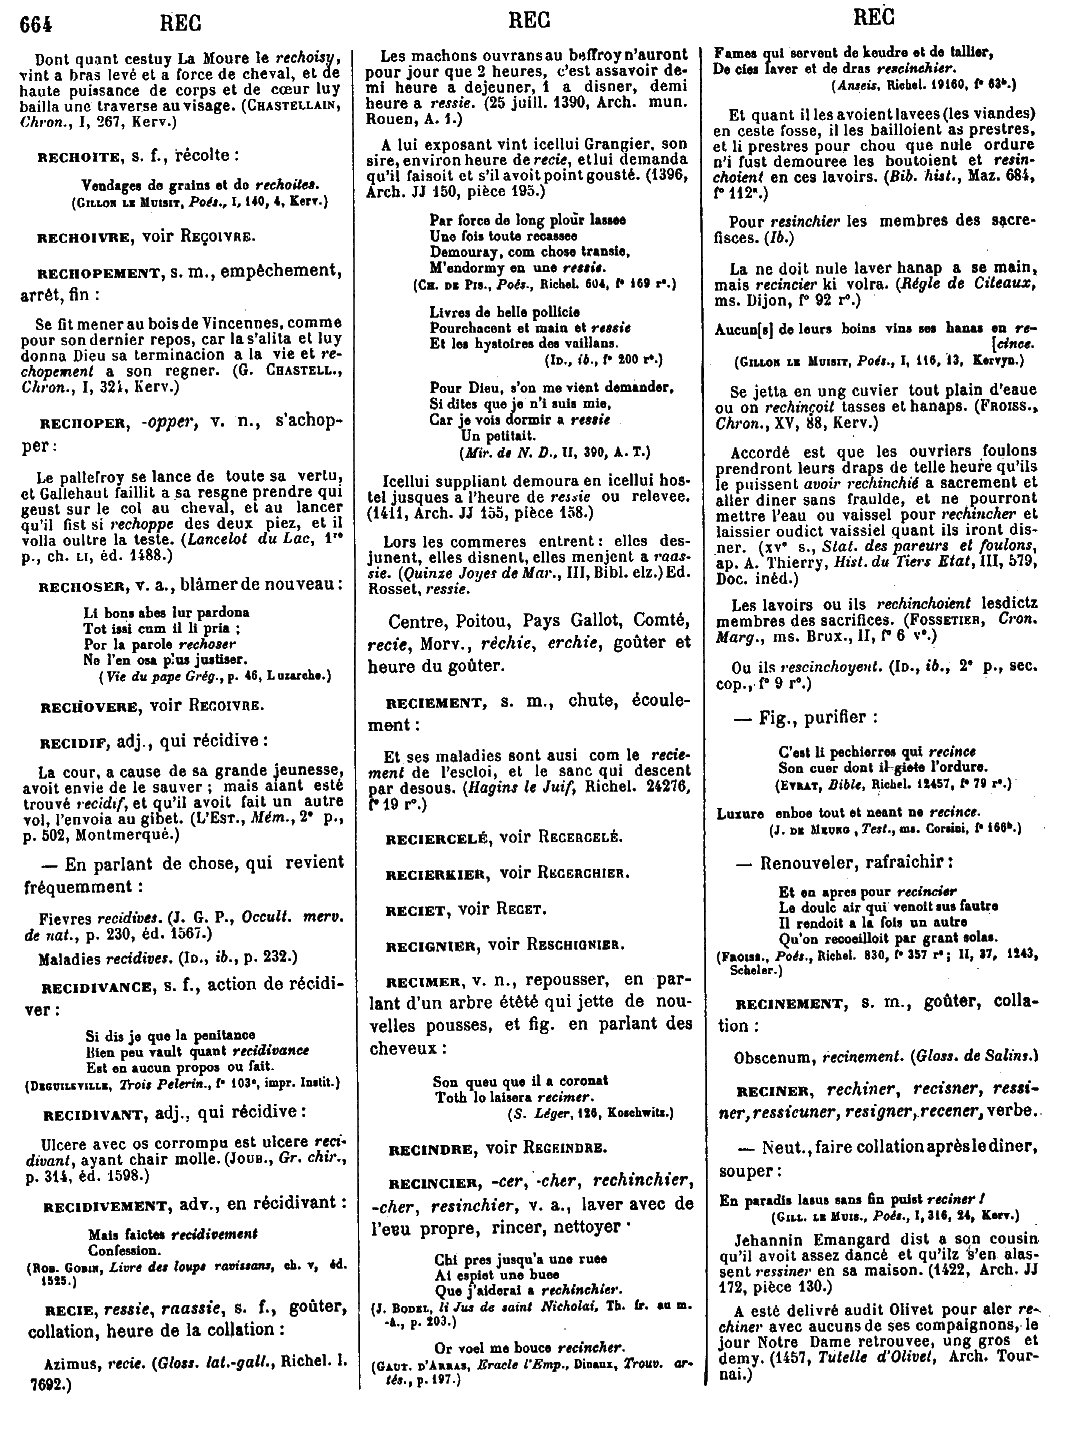 664 REC REC REC
Dont quant cestuy La Moure le rechoisy,
vint a bras levé et a force de cheval, et de
haute puissance de corps et de cœur luy
bailla une traverse au visage. (CHASTELLAIN,
Chron., I, 267, Kerv.)
RECHOITE, s. f., récolte :
Vendages de grains et do rechoites.
(GILLON LE MUISIT, Poés., I, 140, 4, Kerv.)
RECHOIVRE, voir REÇOIVRE.
RECHOPEMENT, s. m., empêchement,
arrêt, fin :
Se fit mener au bois de Vincennes, comme
pour son dernier repos, car la s'alita et luy
donna Dieu sa terminacion a la vie et re-
chopement a son regner. (G. CHASTELL.,
Chron., I, 321, Kerv.)
RECHOPER, -opper, v. n., s'achop-
per :
Le palletroy se lance de toute sa vertu,
et Gallehaut faillit a sa resgne prendre qui
geust sur le col au cheval, et au lancer
qu'il fist si rechoppe des deux piez, et il
volla oultre la teste. (Lancelot du Lac, 1re
p., ch. LI, éd. 1488.)
RECHOSER, v. a., blâmer de nouveau :
Li bons abes lur pardona
Tot issi cum il li pria ;
Por la parole rechoser
Ne l'en osa plus justiser.
(Vie du pape Grég., p. 46, Luzarche.)
RECHOVERE, voir RECOIVRE.
RECIDIF, adj., qui récidive :
La cour, a cause de sa grande jeunesse,
avoit envie de le sauver ; mais aiant esté
trouvé recidif, et qu'il avoit fait un autre
vol, l'envoia au gibet. (L'EST., Mém., 2e p.,
p. 502, Montmerqué.)
— En parlant de chose, qui revient
fréquemment :
Fievres recidives. (J. G. P., Occult. merv.
de nat., p. 230, éd. 1567.)
Maladies recidives. (ID., ib., p. 232.)
RECIDIVANCE, s. f., action de récidi-
ver :
Si dis je que la penitance
Bien peu vault quant recidivance
Est en aucun propos ou fait.
(DEGUILEVILLE, Trois Pelerin., f° 103a, impr. Instit.)
RECIDIVANT, adj., qui récidive :
Ulcere avec os corrompu est ulcere reci-
divant, ayant chair molle. (JOUB., Gr. chir.,
p. 314, éd. 1598.)
RECIDIVEMENT, adv., en récidivant :
Mais faictes recidivement
Confession.
(ROB. GOBIN, Livre des loups ravissans, ch. V, éd.
1525.)
RECIE, ressie, raassie, s. f., goûter,
collation, heure de la collation :
Azimus, recie. (Gloss. lat.-gall., Richel. l.
7692.)
Les machons ouvrans au beffroy n'auront
pour jour que 2 heures, c'est assavoir de-
mi heure a dejeuner, 1 a disner, demi
heure a ressie. (25 juill. 1390, Arch. mun.
Rouen, A. 1.)
A lui exposant vint icellui Grangier, son
sire, environ heure de recie, et lui demanda
qu'il faisoit et s'il avoit point gousté. (1396,
Arch. JJ 150, pièce 195.)
Par force de long plour lassee
Une fois toute recassee
Demouray, com chose transie,
M'endormy en une ressie.
(CH. DE PIS., Poés., Richel. 604, f° 169 r°.)
Livres de belle pollicie
Pourchacent et main et ressie
Et les hystoires des vaillans.
(ID., ib., f° 200 r°.)
Pour Dieu, s'on me vient demander,
Si dites que je n'i suis mie,
Car je vois dormir a ressie
Un petitait.
(Mir. de N. D., II, 390, A. T.)
Icellui suppliant demoura en icellui hos-
tel jusques a l'heure de ressie ou relevee.
(1411, Arch. JJ 155, pièce 158.)
Lors les commeres entrent : elles des-
junent, elles disnent, elles menjent a raas-
sie. (Quinze Joyes de Mar., III, Bibl. elz.) Ed.
Rosset, ressie.
Centre, Poitou, Pays Gallot, Comté,
recie, Morv., rèchie, erchie, goûter et
heure du goûter.
RECIEMENT, s. m., chute, écoule-
ment :
Et ses maladies sont ausi com le recie-
ment de l'escloi, et le sanc qui descent
par desous. (Hagins le Juif, Richel. 24276,
f° 19 r°.)
RECIERCELÉ, voir RECERCELÉ.
RECIERKIER, voir RECERCHIER.
RECIET, voir RECET.
RECIGNIER, voir RESCHIGNIER.
RECIMER, v. n., repousser, en par-
lant d'un arbre étêté qui jette de nou-
velles pousses, et fig. en parlant des
cheveux :
Son queu que il a coronat
Toth lo laisera recimer.
(S. Léger, 126, Koschwitz.)
RECINDRE, voir RECEINDRE.
RECINCIER, -cer, -cher, rechinchier,
-cher, resinchier, v. a., laver avec de
l'eau propre, rincer, nettoyer :
Chi pres jusqu'a une ruee
Ai espiet une buee
Que j'aiderai a rechinchier.
(J. BODEL, li Jus de saint Nicholai, Th. fr. au m.
-â., p. 203.)
Or voel me bouce recincher.
(GAUT. D'ARRAS, Eracle l'Emp., Dinaux, Trouv. ar-
tés., p. 197.)
Fames qui servent de keudre et de tallier,
De cies laver et de dras rescinchier.
(Anseis, Richel. 19160, f° 63b.)
Et quant il les avoient lavees (les viandes)
en ceste fosse, il les bailloient as prestres,
et li prestres pour chou que nule ordure
n'i fust demouree les boutoient et resin-
choient en ces lavoirs. (Bib. hist., Maz. 684,
f° 112a.)
Pour resinchier les membres des sacre-
fisces. (Ib.)
La ne doit nule laver hanap a se main,
mais recincier ki volra. (Régle de Citeaux,
ms. Dijon, f° 92 r°.)
Aucun[s] de leurs boins vins ses hanas en re-
[cince.
(GILLON LE MUISIT, Poés., I, 116, 13, Kervyn.)
Se jetta en ung cuvier tout plain d'eaue
ou on rechinçoit tasses et hanaps. (FROISS.,
Chron., XV, 88, Kerv.)
Accordé est que les ouvriers foulons
prendront leurs draps de telle heure qu'ils
le puissent avoir rechinchié a sacrement et
aller diner sans fraulde, et ne pourront
mettre l'eau ou vaissel pour rechincher et
laissier oudict vaissiel quant ils iront dis-
ner. (XVe s., Stat. des pareurs et foulons,
ap. A. Thierry, Hist. du Tiers Etat, III, 579,
Doc. inéd.)
Les lavoirs ou ils rechinchoient lesdictz
membres des sacrifices. (FOSSETIER, Cron.
Marg., ms. Brux., II, f° 6 v°.)
Ou ils rescinchoyent. (ID., ib., 2e p., sec.
cop., f° 9 r°.)
— Fig., purifier :
C'est li pechierres qui recince
Son cuer dont il giete l'ordure.
(EVRAT, Bible, Richel. 12457, f° 79 r°.)
Luxure enboe tout et neant ne recince.
(J. DE MEUNG, Test., ms. Corsini, f° 166b.)
— Renouveler, rafraichir :
Et en apres pour recincier
Le doulc air qui venoit sus l'autre
Il rendoit a la fois un autre
Qu'on recoeilloit par grant solas.
(FROISS., Poés., Richel. 830, f° 357 r° ; II, 37, 1243,
Scheler.)
RECINEMENT, s. m., goûter, colla-
tion :
Obscenum, recinement. (Gloss. de Salins.)
RECINER, rechiner, recisner, ressi-
ner, ressicuner, resigner, recener, verbe.
— Neut., faire collation après le diner,
souper :
En paradis lasus sans fin puist reciner !
(GILL. LE MUIS., Poés., I, 316, 24, Kerv.)
Jehannin Emangard dist a son cousin
qu'il avoit assez dancé et qu'ilz s'en alas-
sent ressiner en sa maison. (1422, Arch. JJ
172, pièce 130.)
A esté delivré audit Olivet pour aler re-
chiner avec aucuns de ses compaignons, le
jour Notre Dame retrouvee, ung gros et
demy. (1457, Tutelle d'Olivet, Arch. Tour-
nai.)